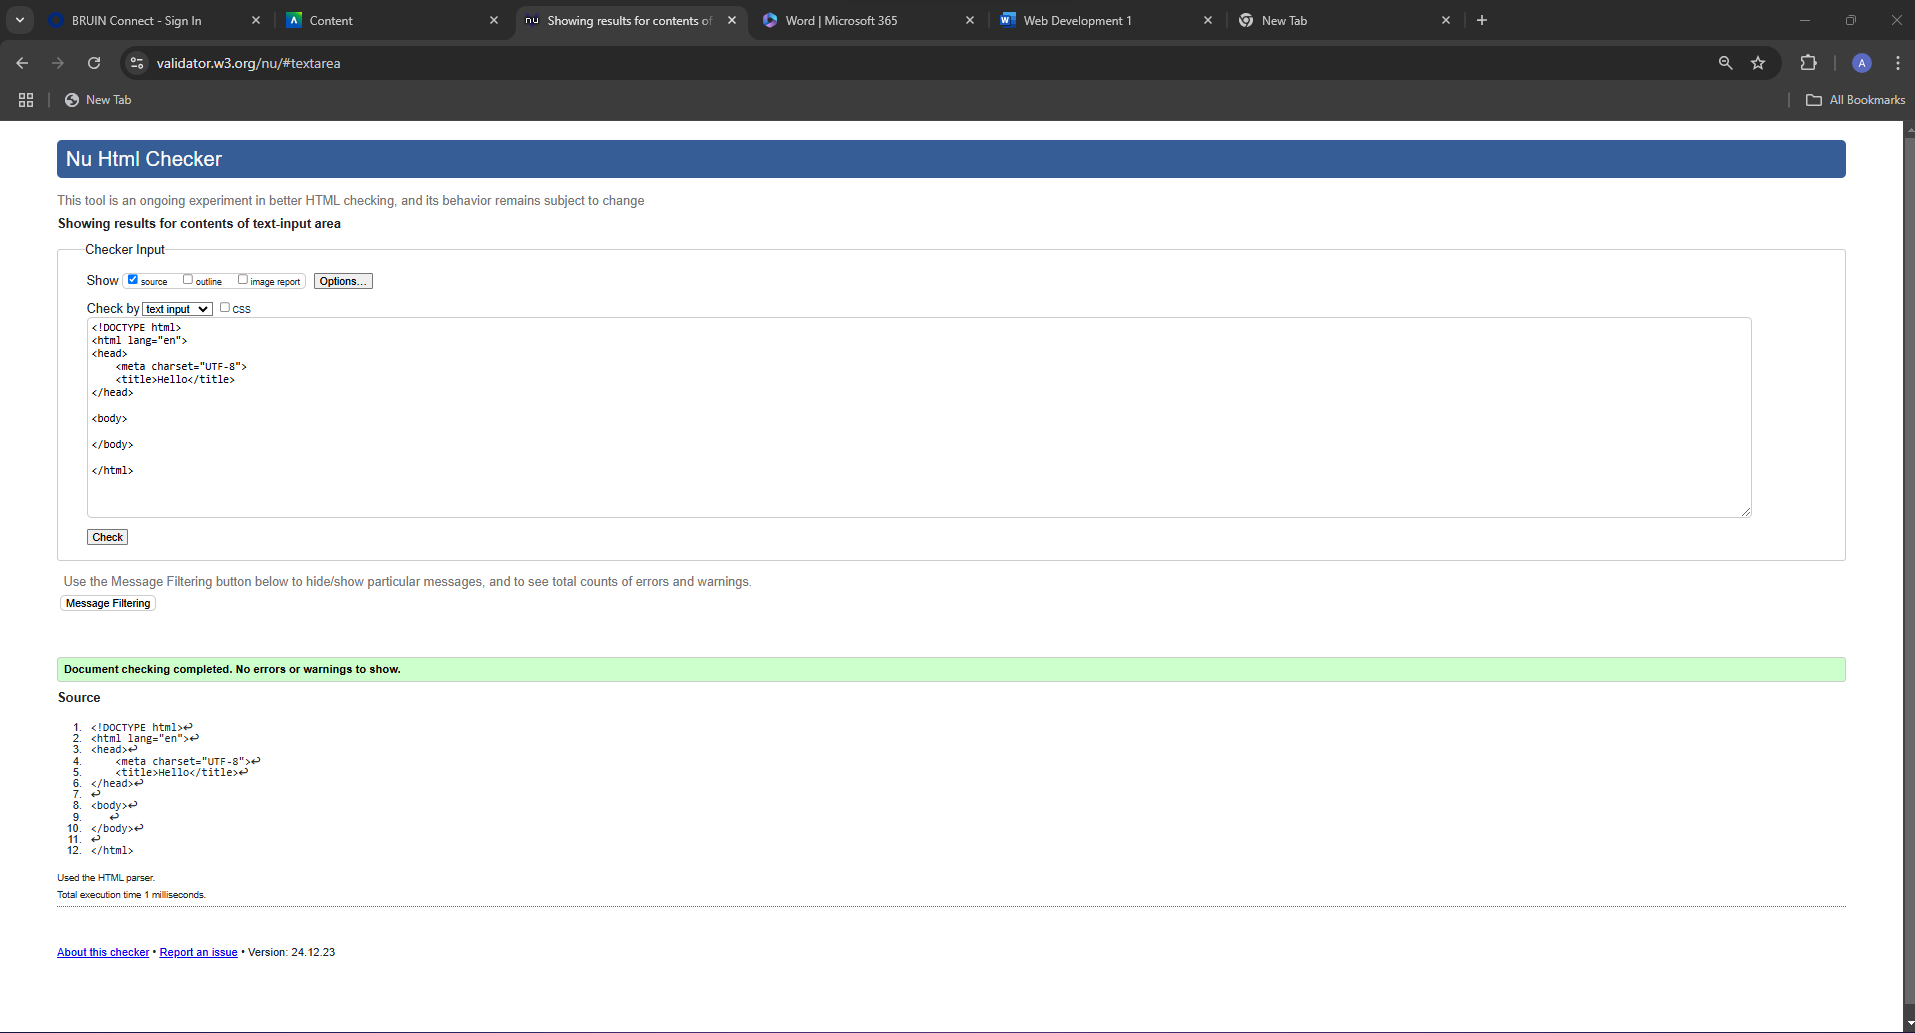 BRUIN Connect - Sign In
Content
Showing results for contents of
Word | Microsoft 365
Web Development 1
New Tab
validator.w3.org/nu/#textarea
A
New Tab
All Bookmarks
Nu Html Checker
This tool is an ongoing experiment in better HTML checking, and its behavior remains subject to change
Showing results for contents of text-input area
Checker Input
Show source outline image report Options...
Check by text input CSS
<!DOCTYPE html>
<html lang="en">
<head>
    <meta charset="UTF-8">
    <title>Hello</title>
</head>
<body>
</body>
</html>
Check
Use the Message Filtering button below to hide/show particular messages, and to see total counts of errors and warnings.
Message Filtering
Document checking completed. No errors or warnings to show.
Source
1. <!DOCTYPE html>↩
2. <html lang="en">↩
3. <head>↩
4.     <meta charset="UTF-8">↩
5.     <title>Hello</title>↩
6. </head>↩
7. ↩
8. <body>↩
9.    ↩
10. </body>↩
11. ↩
12. </html>
Used the HTML parser.
Total execution time 1 milliseconds.
About this checker • Report an issue • Version: 24.12.23